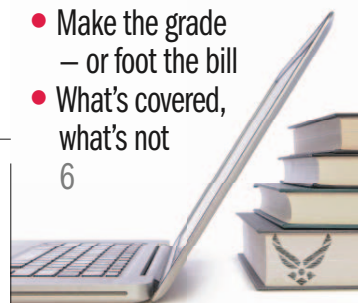 • Make the grade
– or foot the bill
• What's covered,
what's not
6